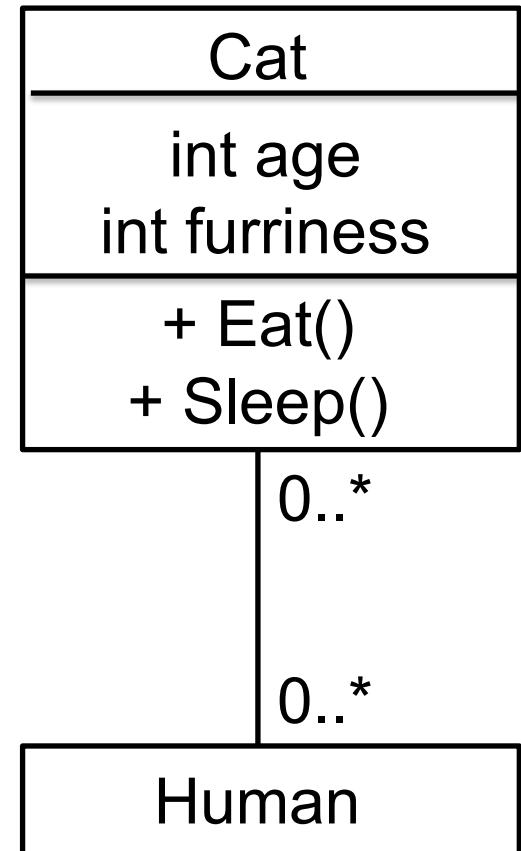 Cat
int age
int furriness
+ Eat()
+ Sleep()
0..*
0..*
Human